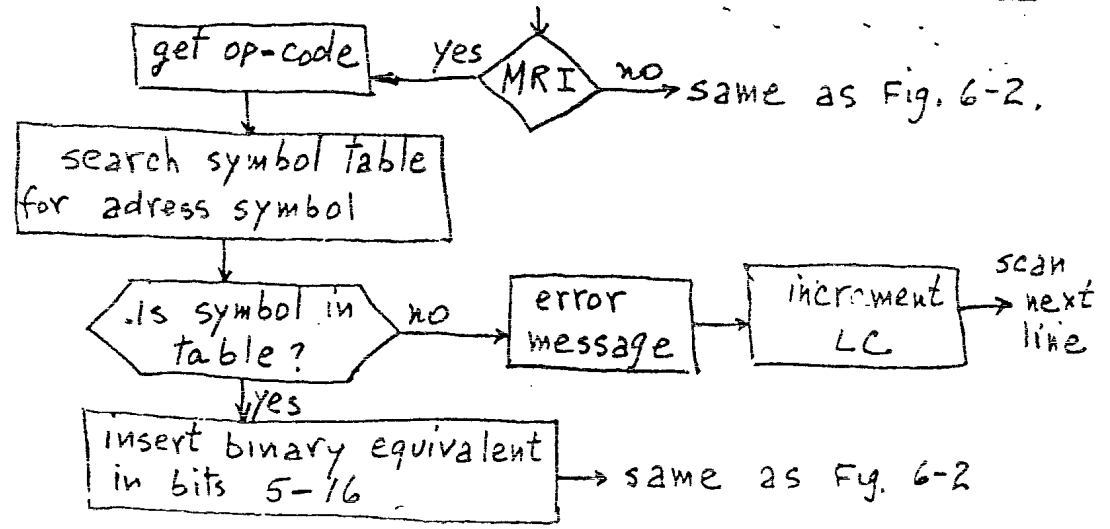 get op-code
yes
MRI
no
same as Fig. 6-2.
search symbol table
for adress symbol
Is symbol in
table?
no
error
message
increment
LC
scan
next
line
yes
insert binary equivalent
in bits 5-16
same as Fig. 6-2